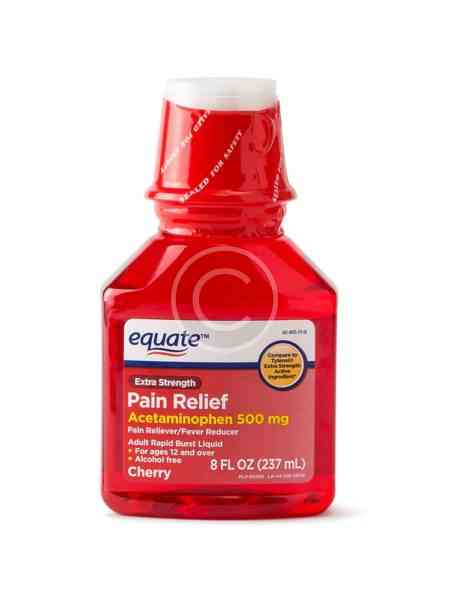 SEALED FOR SAFETY
©
equate™
Compare to
Tylenol®
Extra Strength
Active
Ingredient*
Extra Strength
Pain Relief
Acetaminophen 500 mg
Pain Reliever/Fever Reducer
Adult Rapid Burst Liquid
• For ages 12 and over
• Alcohol free
8 FL OZ (237 mL)
Cherry